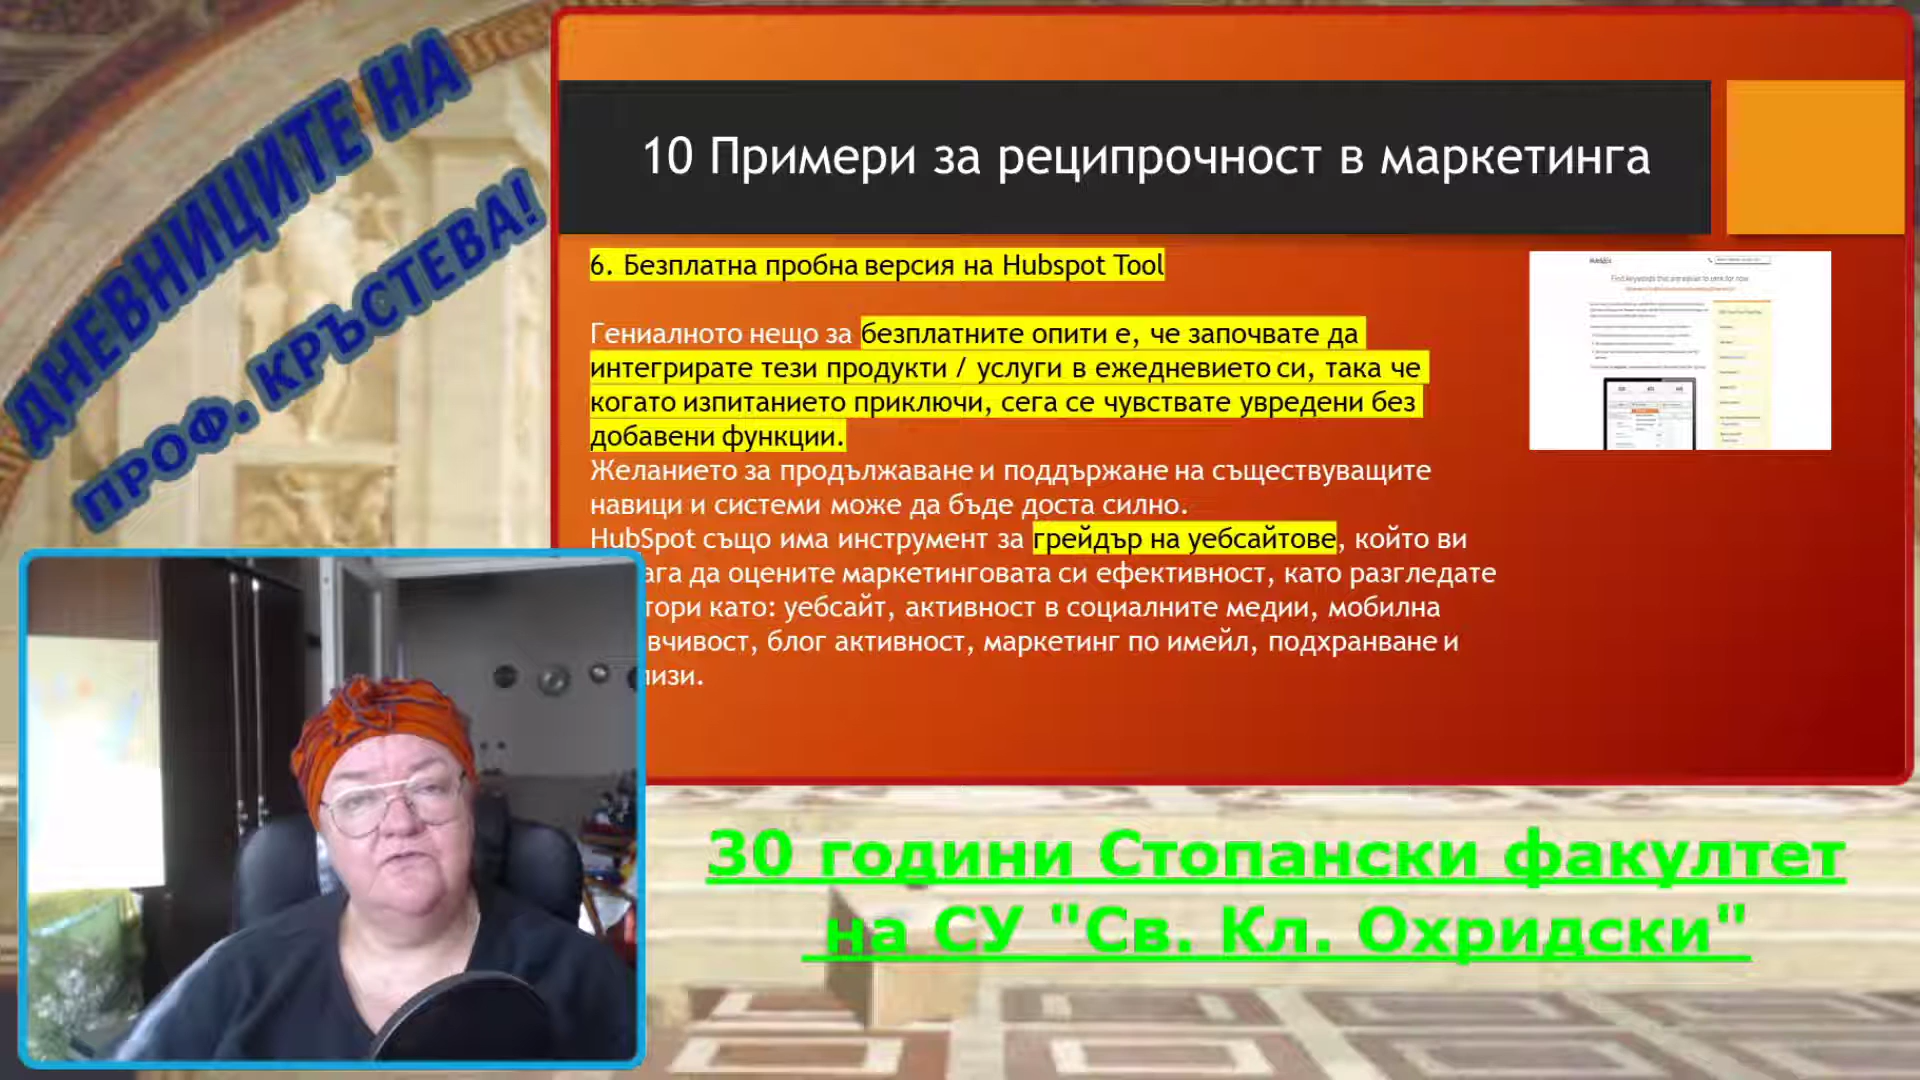 ДНЕВНИЦИТЕ НА
ПРОФ. КРЪСТЕВА!
10 Примери за реципрочност в маркетинга
6. Безплатна пробна версия на Hubspot Tool
Гениалното нещо за безплатните опити е, че започвате да
интегрирате тези продукти / услуги в ежедневието си, така че
когато изпитанието приключи, сега се чувствате увредени без
добавени функции.
Желанието за продължаване и поддържане на съществуващите
навици и системи може да бъде доста силно.
HubSpot също има инструмент за грейдър на уебсайтове, който ви
да оцените маркетинговата си ефективност, като разгледате
като: уебсайт, активност в социалните медии, мобилна
блог активност, маркетинг по имейл, подхранване и
30 години Стопански факултет
на СУ "Св. Кл. Охридски"